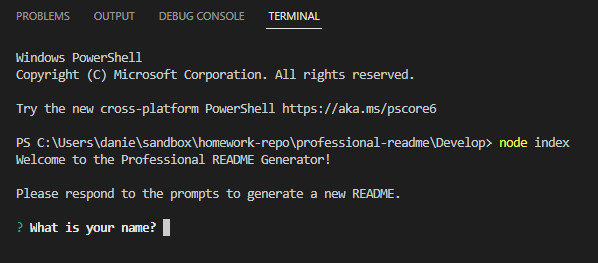 PROBLEMS OUTPUT DEBUG CONSOLE TERMINAL
Windows PowerShell
Copyright (C) Microsoft Corporation. All rights reserved.
Try the new cross-platform PowerShell https://aka.ms/pscore6
PS C:\Users\danie\sandbox\homework-repo\professional-readme\Develop> node index
Welcome to the Professional README Generator!
Please respond to the prompts to generate a new README.
? What is your name?